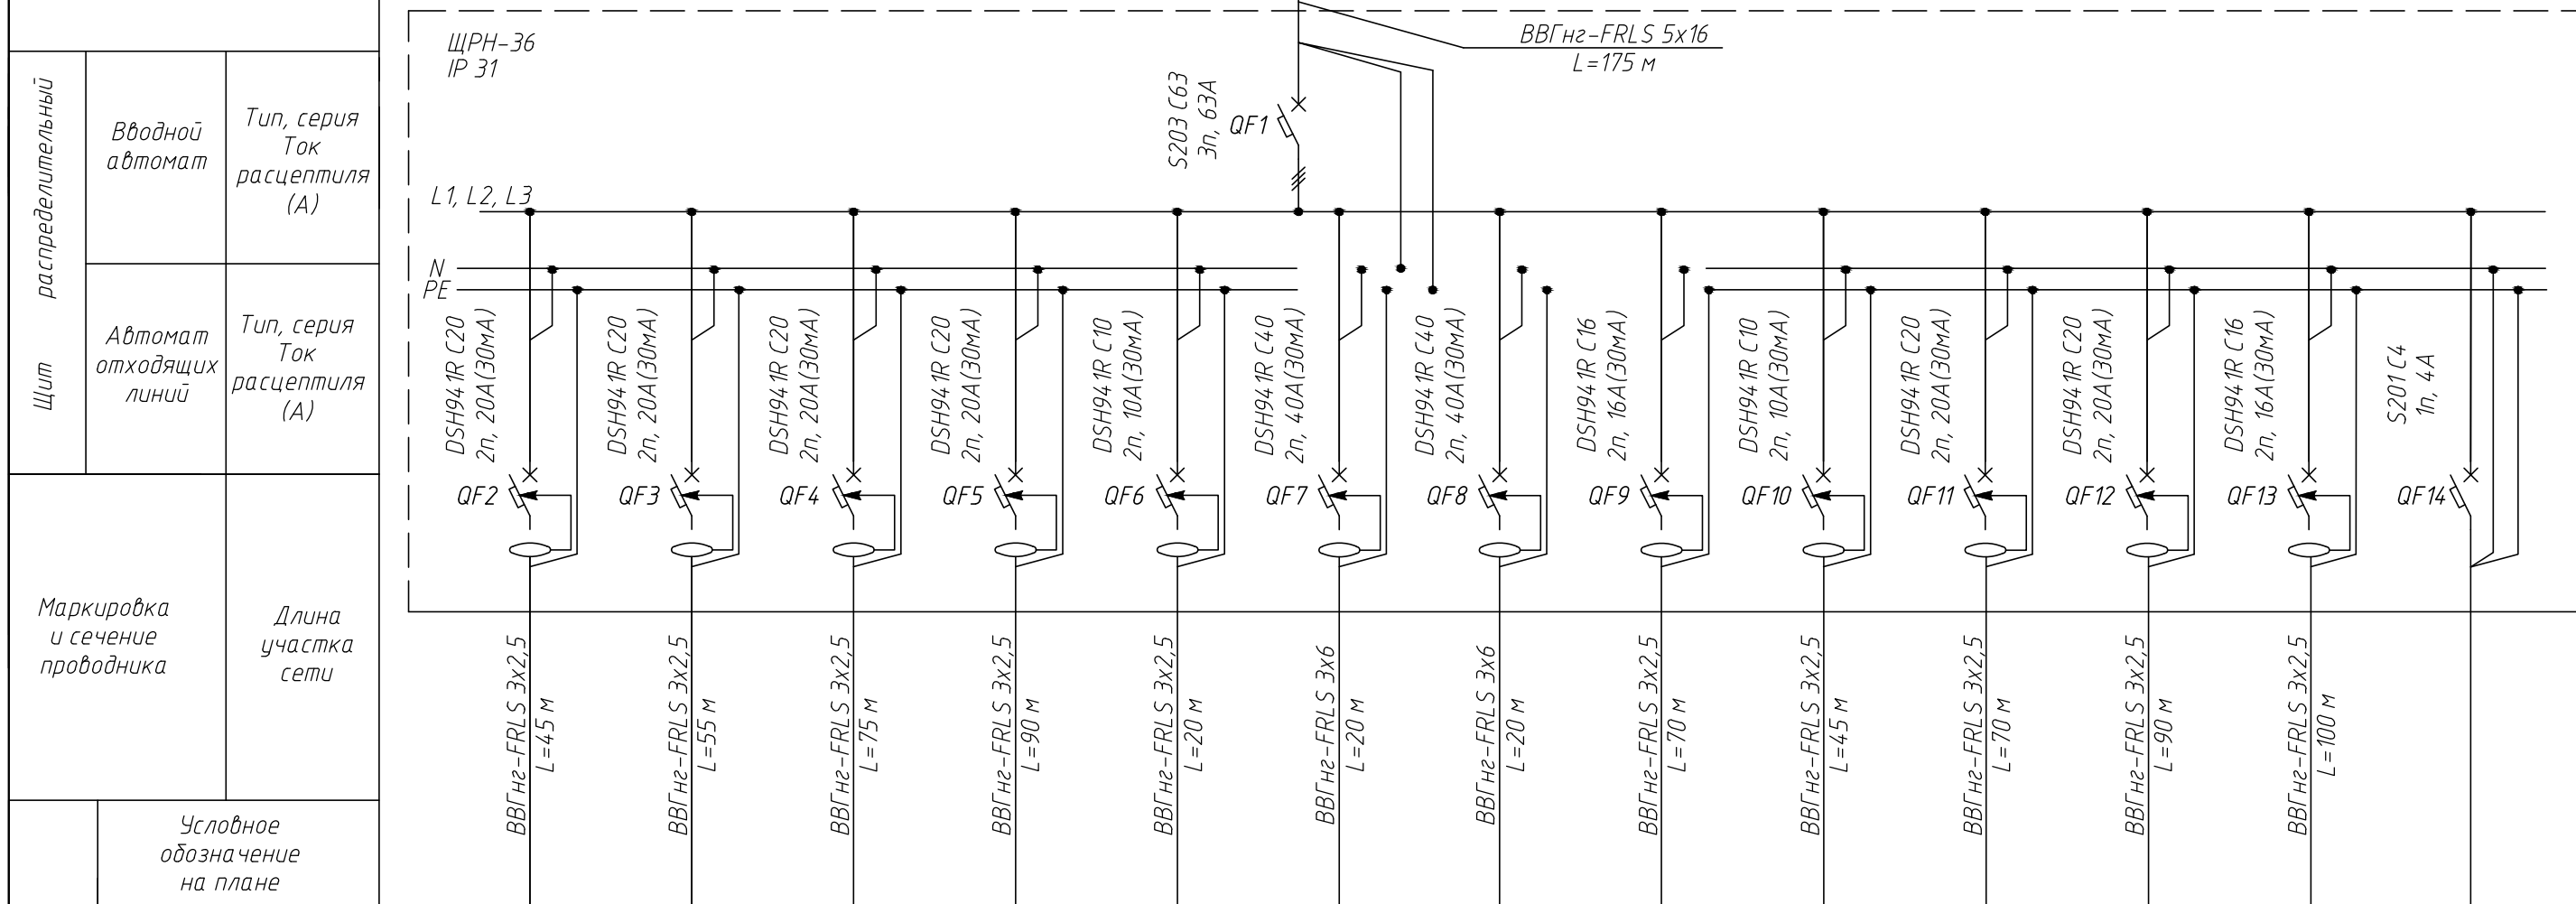 ВВГнг-FRLS 5х16
L=175 м
ЩРН-36
IP 31
S203 C63
3п, 63А
QF1
Щит распределительный
Вводной
автомат
Тип, серия
Ток
расцептиля
(А)
L1, L2, L3
N
PE
Автомат
отходящих
линий
Тип, серия
Ток
расцептиля
(А)
DSH941R C20
2п, 20А(30мА)
DSH941R C20
2п, 20А(30мА)
DSH941R C20
2п, 20А(30мА)
DSH941R C20
2п, 20А(30мА)
DSH941R C10
2п, 10А(30мА)
DSH941R C40
2п, 40А(30мА)
DSH941R C40
2п, 40А(30мА)
DSH941R C16
2п, 16А(30мА)
DSH941R C10
2п, 10А(30мА)
DSH941R C20
2п, 20А(30мА)
DSH941R C20
2п, 20А(30мА)
DSH941R C16
2п, 16А(30мА)
S201 C4
1п, 4А
QF2
QF3
QF4
QF5
QF6
QF7
QF8
QF9
QF10
QF11
QF12
QF13
QF14
Маркировка
и сечение
проводника
Длина
участка
сети
ВВГнг-FRLS 3х2,5
L=45 м
ВВГнг-FRLS 3х2,5
L=55 м
ВВГнг-FRLS 3х2,5
L=75 м
ВВГнг-FRLS 3х2,5
L=90 м
ВВГнг-FRLS 3х2,5
L=20 м
ВВГнг-FRLS 3х6
L=20 м
ВВГнг-FRLS 3х6
L=20 м
ВВГнг-FRLS 3х2,5
L=70 м
ВВГнг-FRLS 3х2,5
L=45 м
ВВГнг-FRLS 3х2,5
L=70 м
ВВГнг-FRLS 3х2,5
L=90 м
ВВГнг-FRLS 3х2,5
L=100 м
Условное
обозначение
на плане